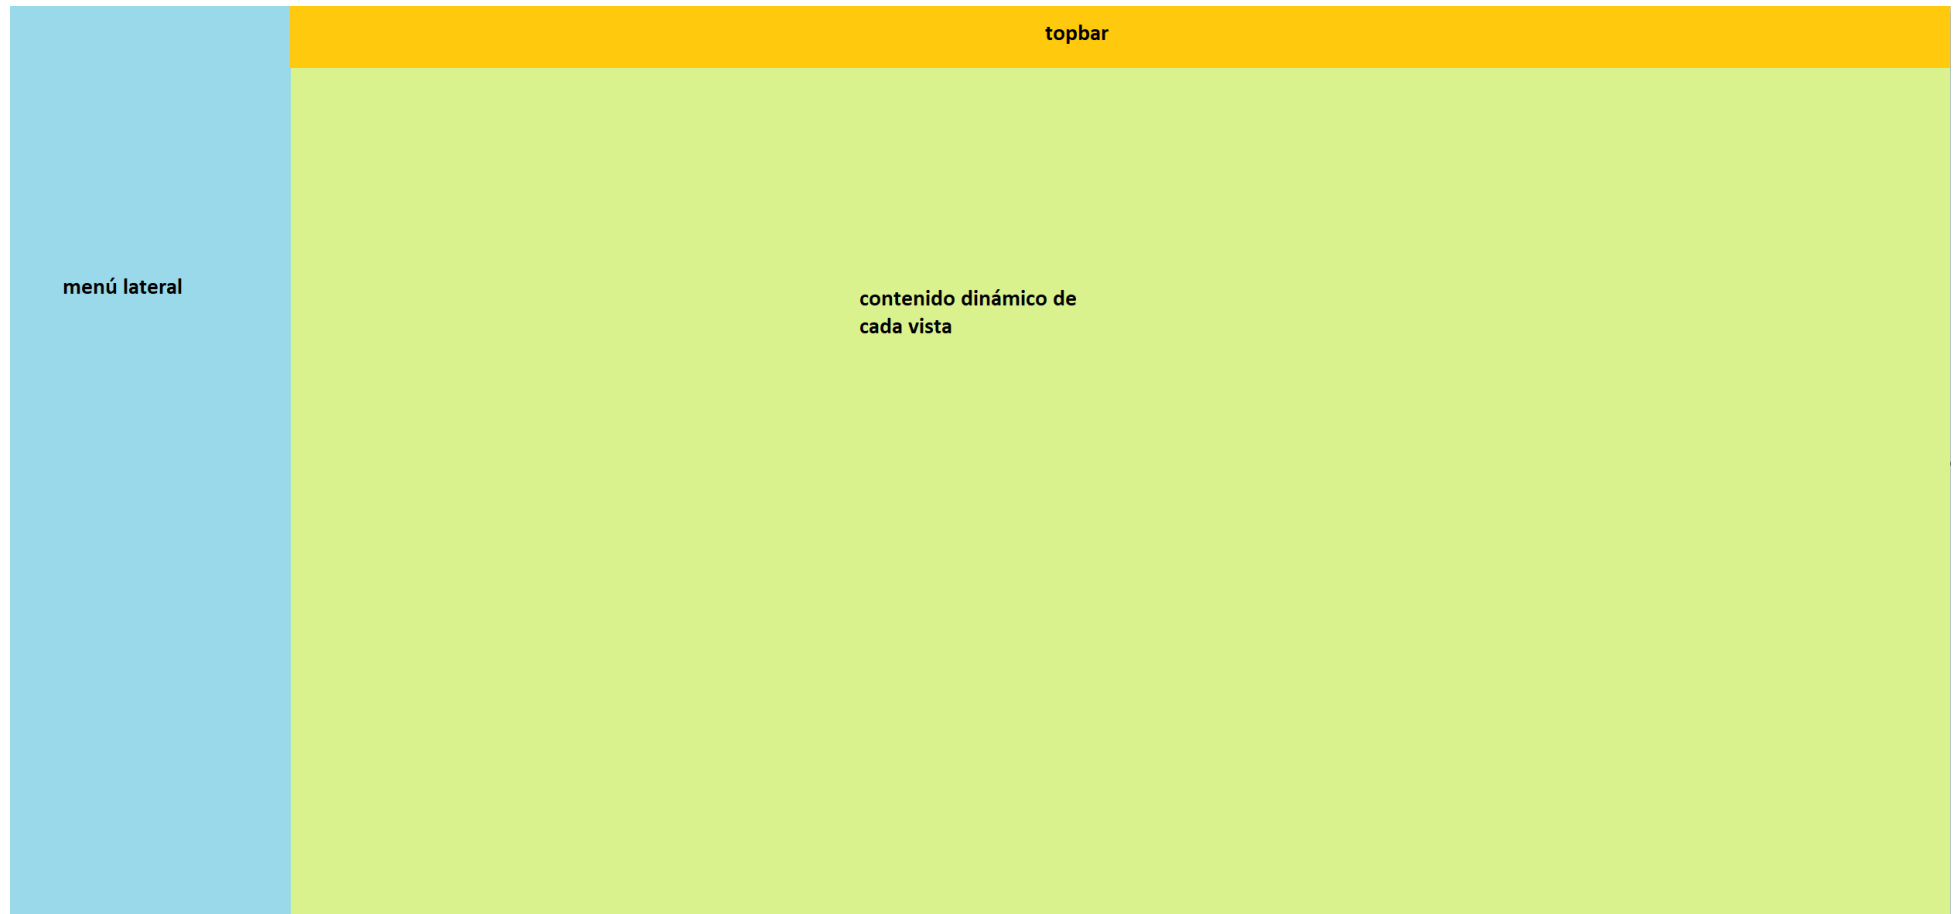 topbar
menú lateral
contenido dinámico de
cada vista